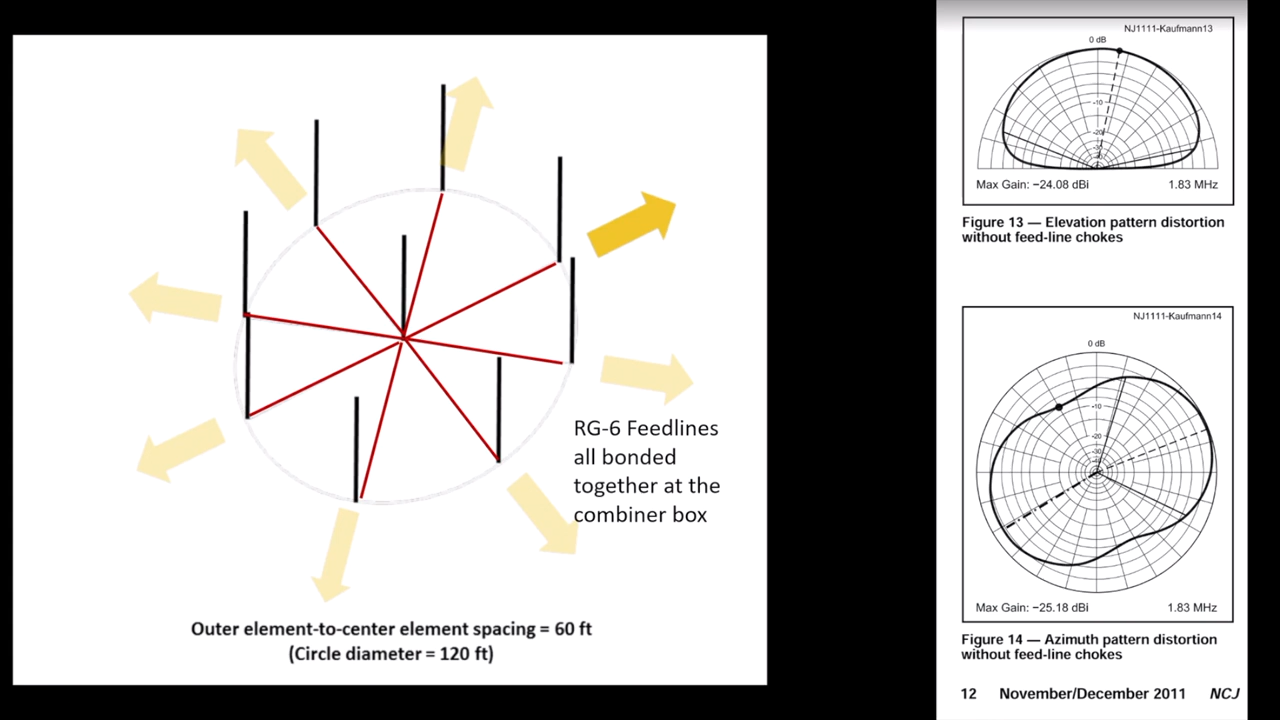 RG-6 Feedlines
all bonded
together at the
combiner box
Outer element-to-center element spacing = 60 ft
(Circle diameter = 120 ft)
NJ1111-Kaufmann13
0 dB
-10
-20
-30
Max Gain: −24.08 dBi
1.83 MHz
Figure 13 — Elevation pattern distortion
without feed-line chokes
NJ1111-Kaufmann14
0 dB
-10
-20
-30
Max Gain: −25.18 dBi
1.83 MHz
Figure 14 — Azimuth pattern distortion
without feed-line chokes
12 November/December 2011 NCJ